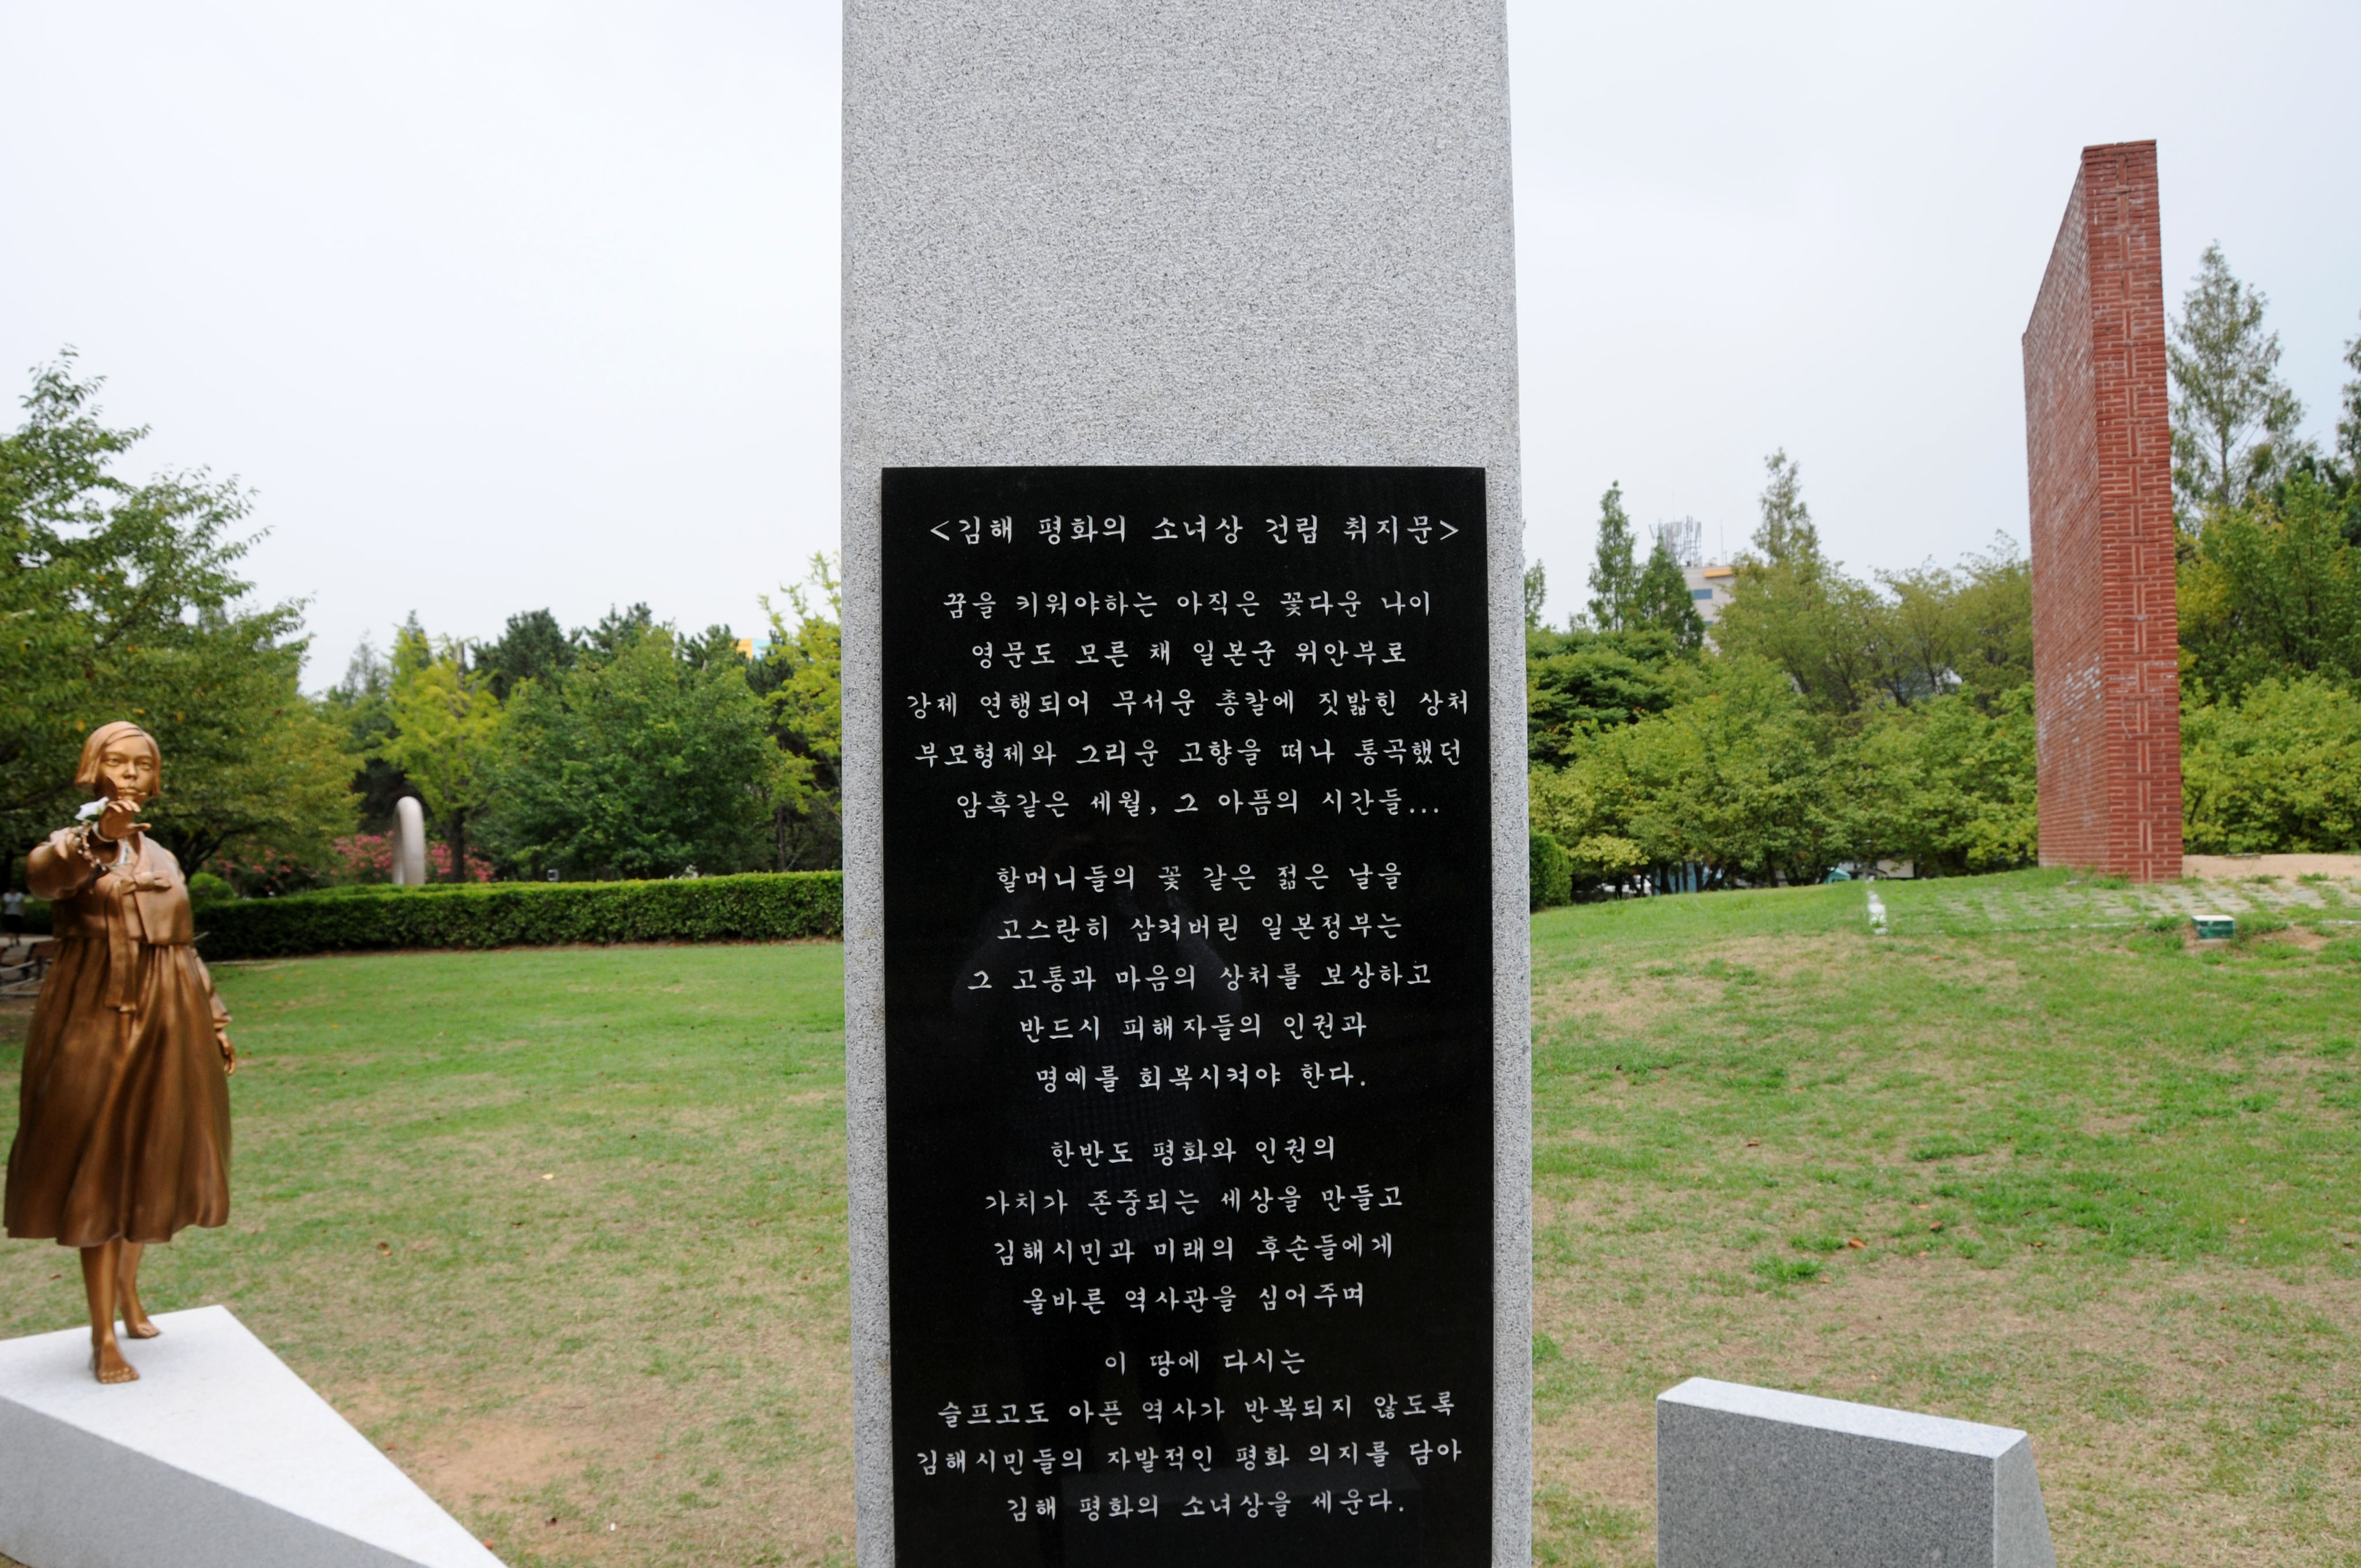 <김해 평화의 소녀상 건립 취지문>
꿈을 키워야하는 아직은 꽃다운 나이
영문도 모른 채 일본군 위안부로
강제 연행되어 무서운 총칼에 짓밟힌 상처
부모형제와 그리운 고향을 떠나 통곡했던
암흑같은 세월, 그 아픔의 시간들...
할머니들의 꽃 같은 젊은 날을
고스란히 삼켜버린 일본정부는
그 고통과 마음의 상처를 보상하고
반드시 피해자들의 인권과
명예를 회복시켜야 한다.
한반도 평화와 인권의
가치가 존중되는 세상을 만들고
김해시민과 미래의 후손들에게
올바른 역사관을 심어주며
이 땅에 다시는
슬프고도 아픈 역사가 반복되지 않도록
김해시민들의 자발적인 평화 의지를 담아
김해 평화의 소녀상을 세운다.